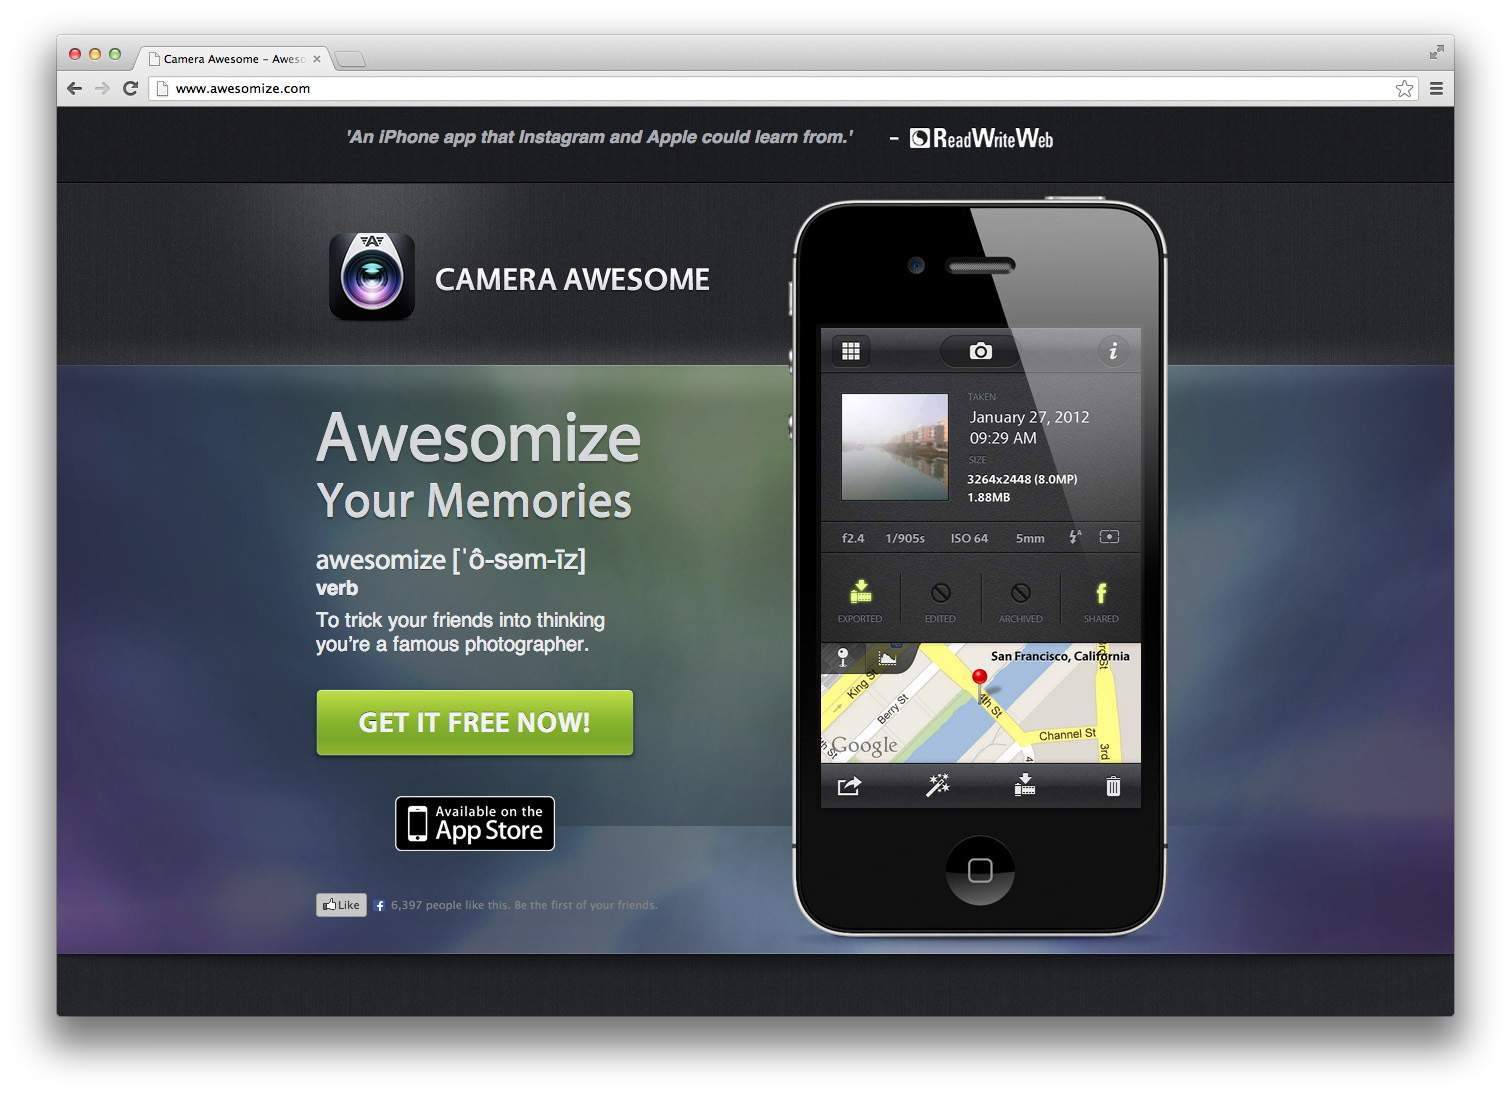 Camera Awesome – Aweso
www.awesomize.com
'An iPhone app that Instagram and Apple could learn from.' – ReadWriteWeb
A
CAMERA AWESOME
Awesomize
Your Memories
awesomize [ˈô-səm-īz]
verb
To trick your friends into thinking
you’re a famous photographer.
GET IT FREE NOW!
Available on the
App Store
Like
f 6,397 people like this. Be the first of your friends.
i
TAKEN
January 27, 2012
09:29 AM
SIZE
3264x2448 (8.0MP)
1.88MB
f2.4 1/905s ISO 64 5mm A
f
EXPORTED EDITED ARCHIVED SHARED
San Francisco, California
King St
Berry St
4th St
Channel St
3rd
Google